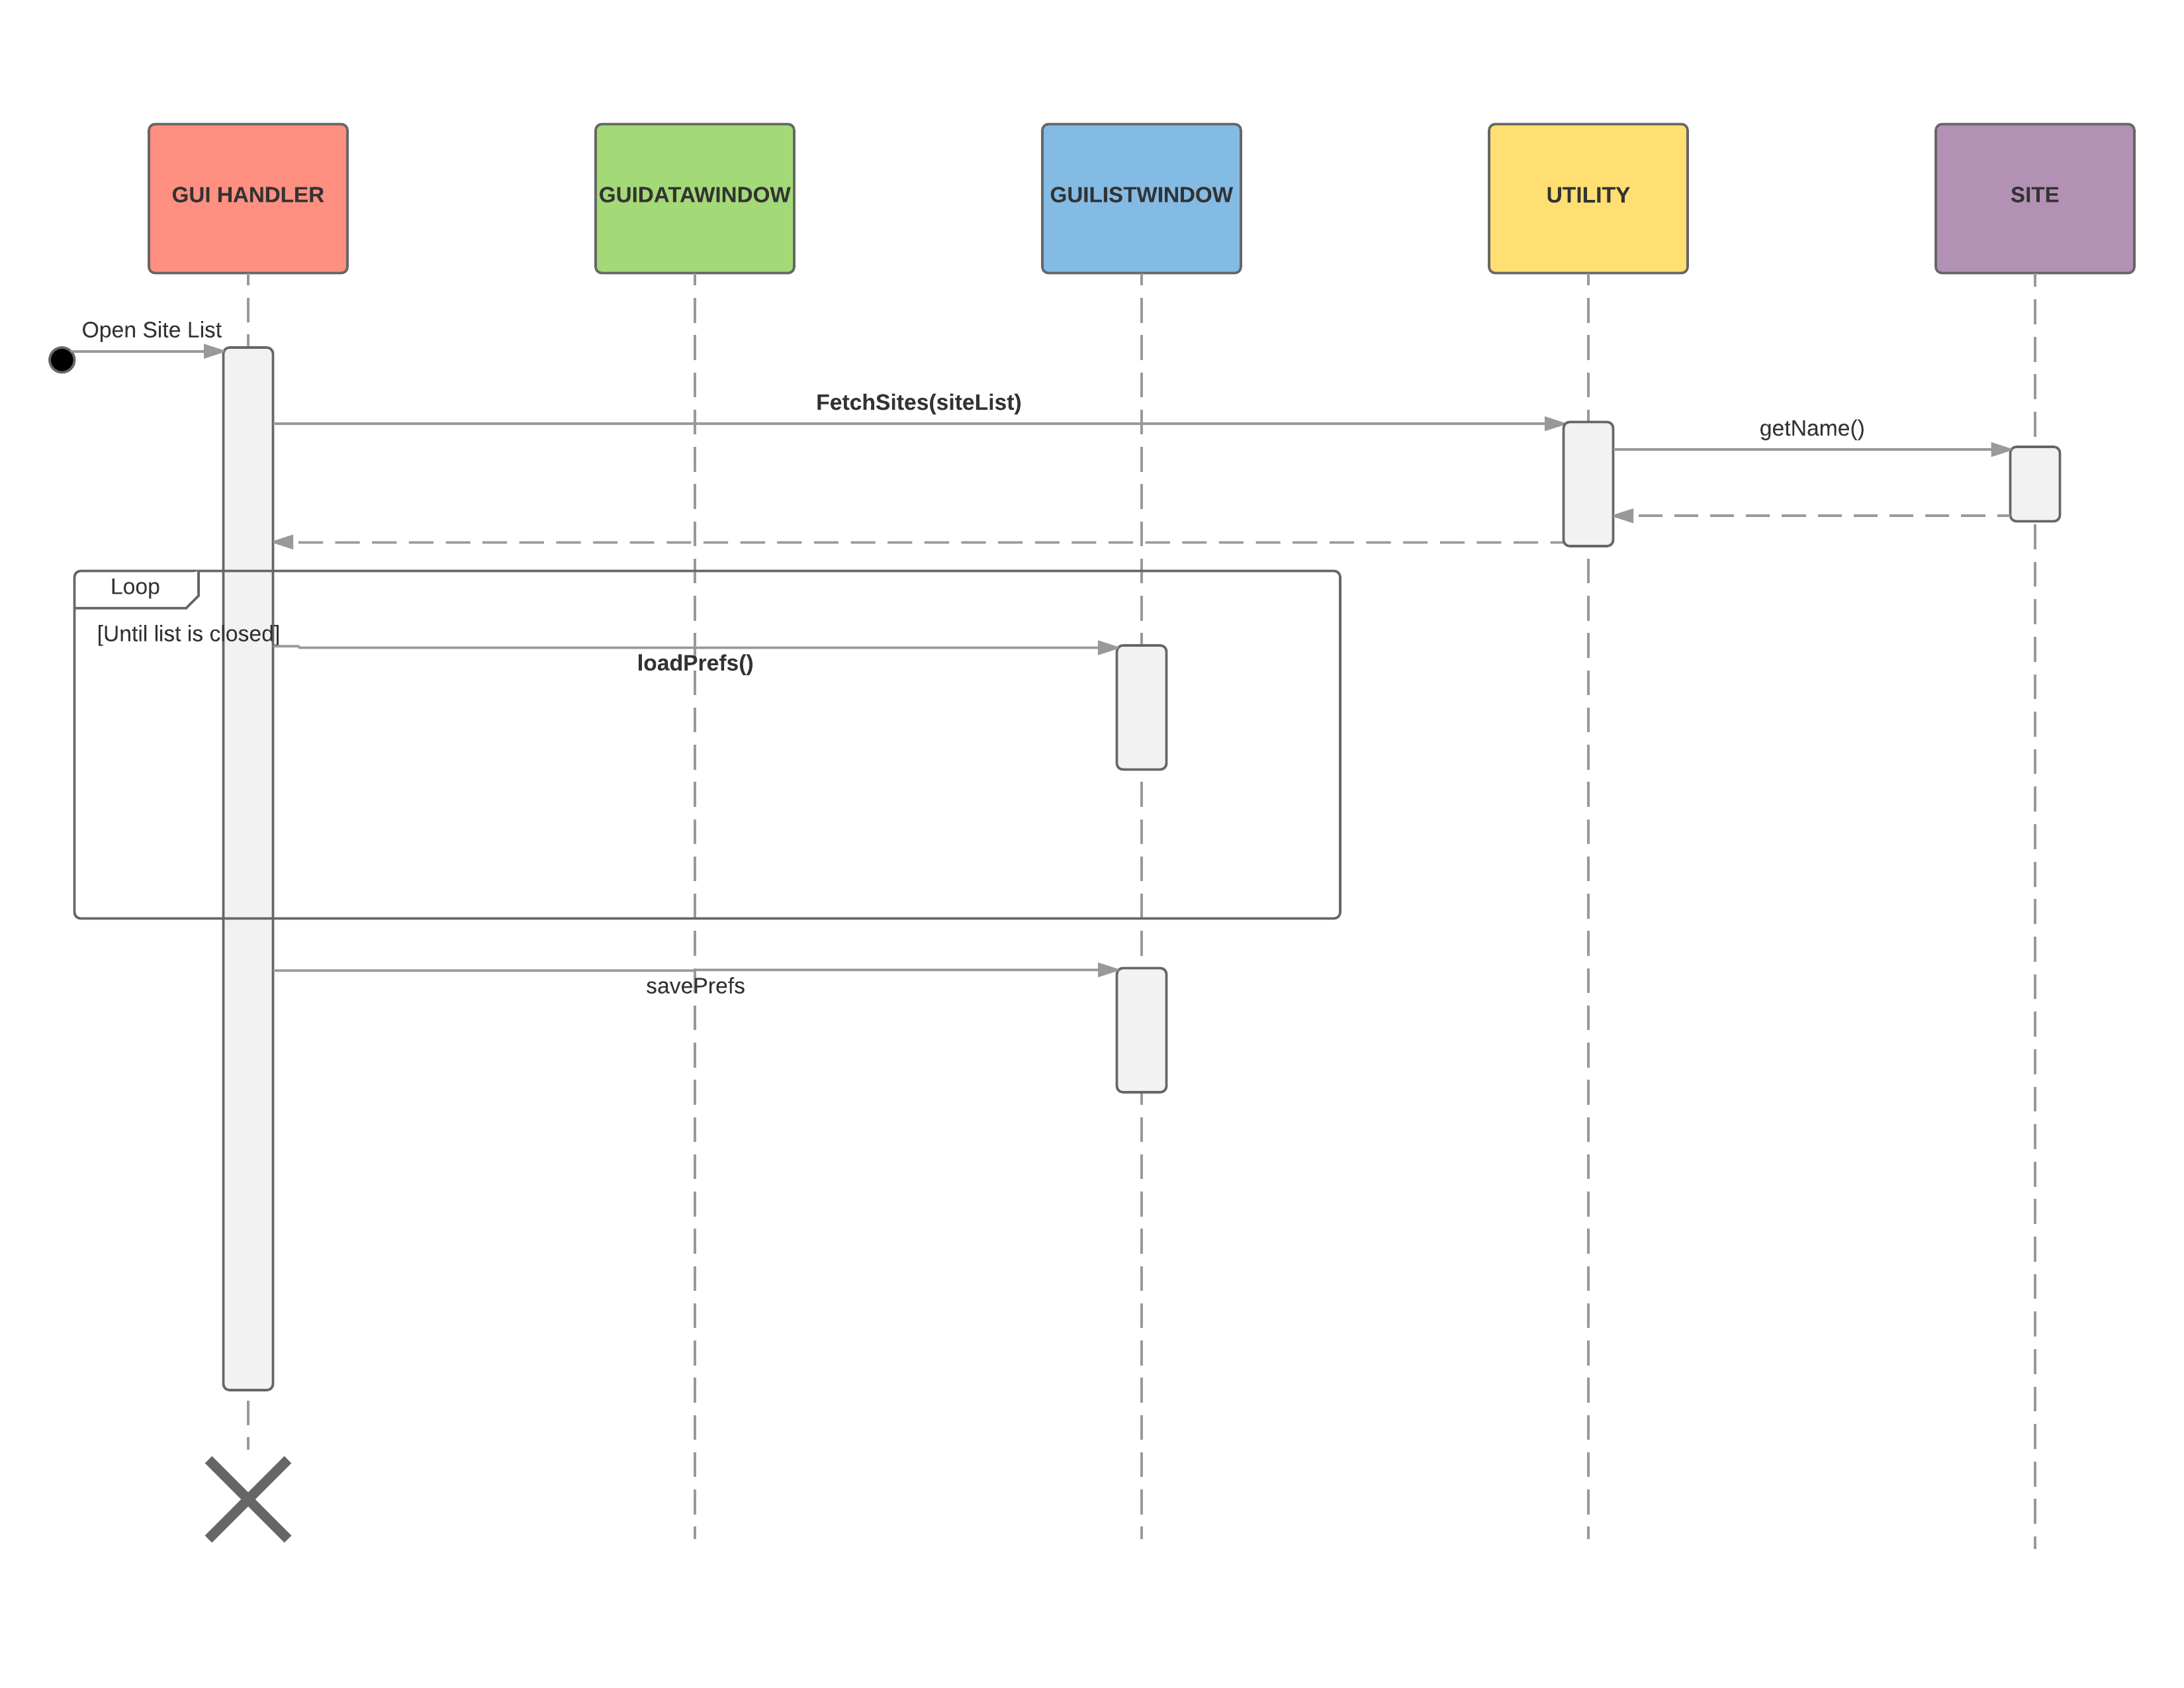 GUI HANDLER
GUIDATAWINDOW
GUILISTWINDOW
UTILITY
SITE
Open Site List
FetchSites(siteList)
getName()
Loop
[Until list is closed]
loadPrefs()
savePrefs